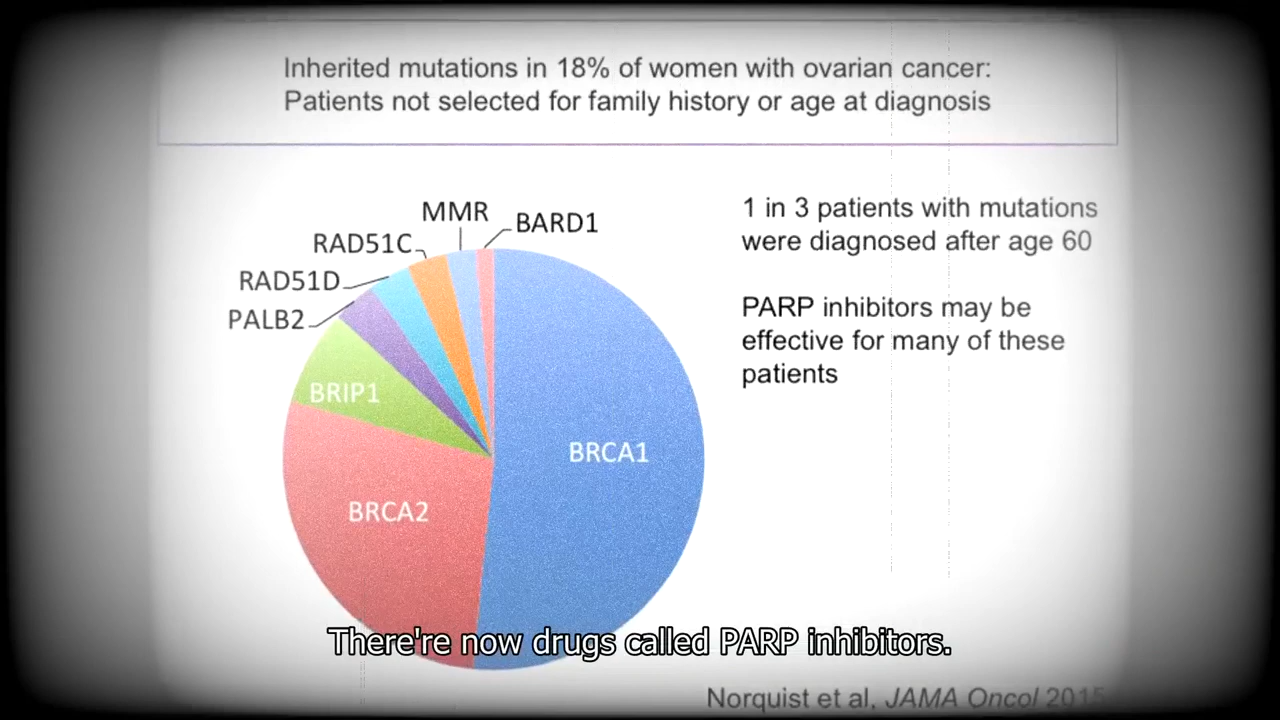 Inherited mutations in 18% of women with ovarian cancer:
Patients not selected for family history or age at diagnosis
MMR
BARD1
RAD51C
RAD51D
PALB2
BRIP1
BRCA1
BRCA2
1 in 3 patients with mutations
were diagnosed after age 60
PARP inhibitors may be
effective for many of these
patients
There're now drugs called PARP inhibitors.
Norquist et al, JAMA Oncol 2015